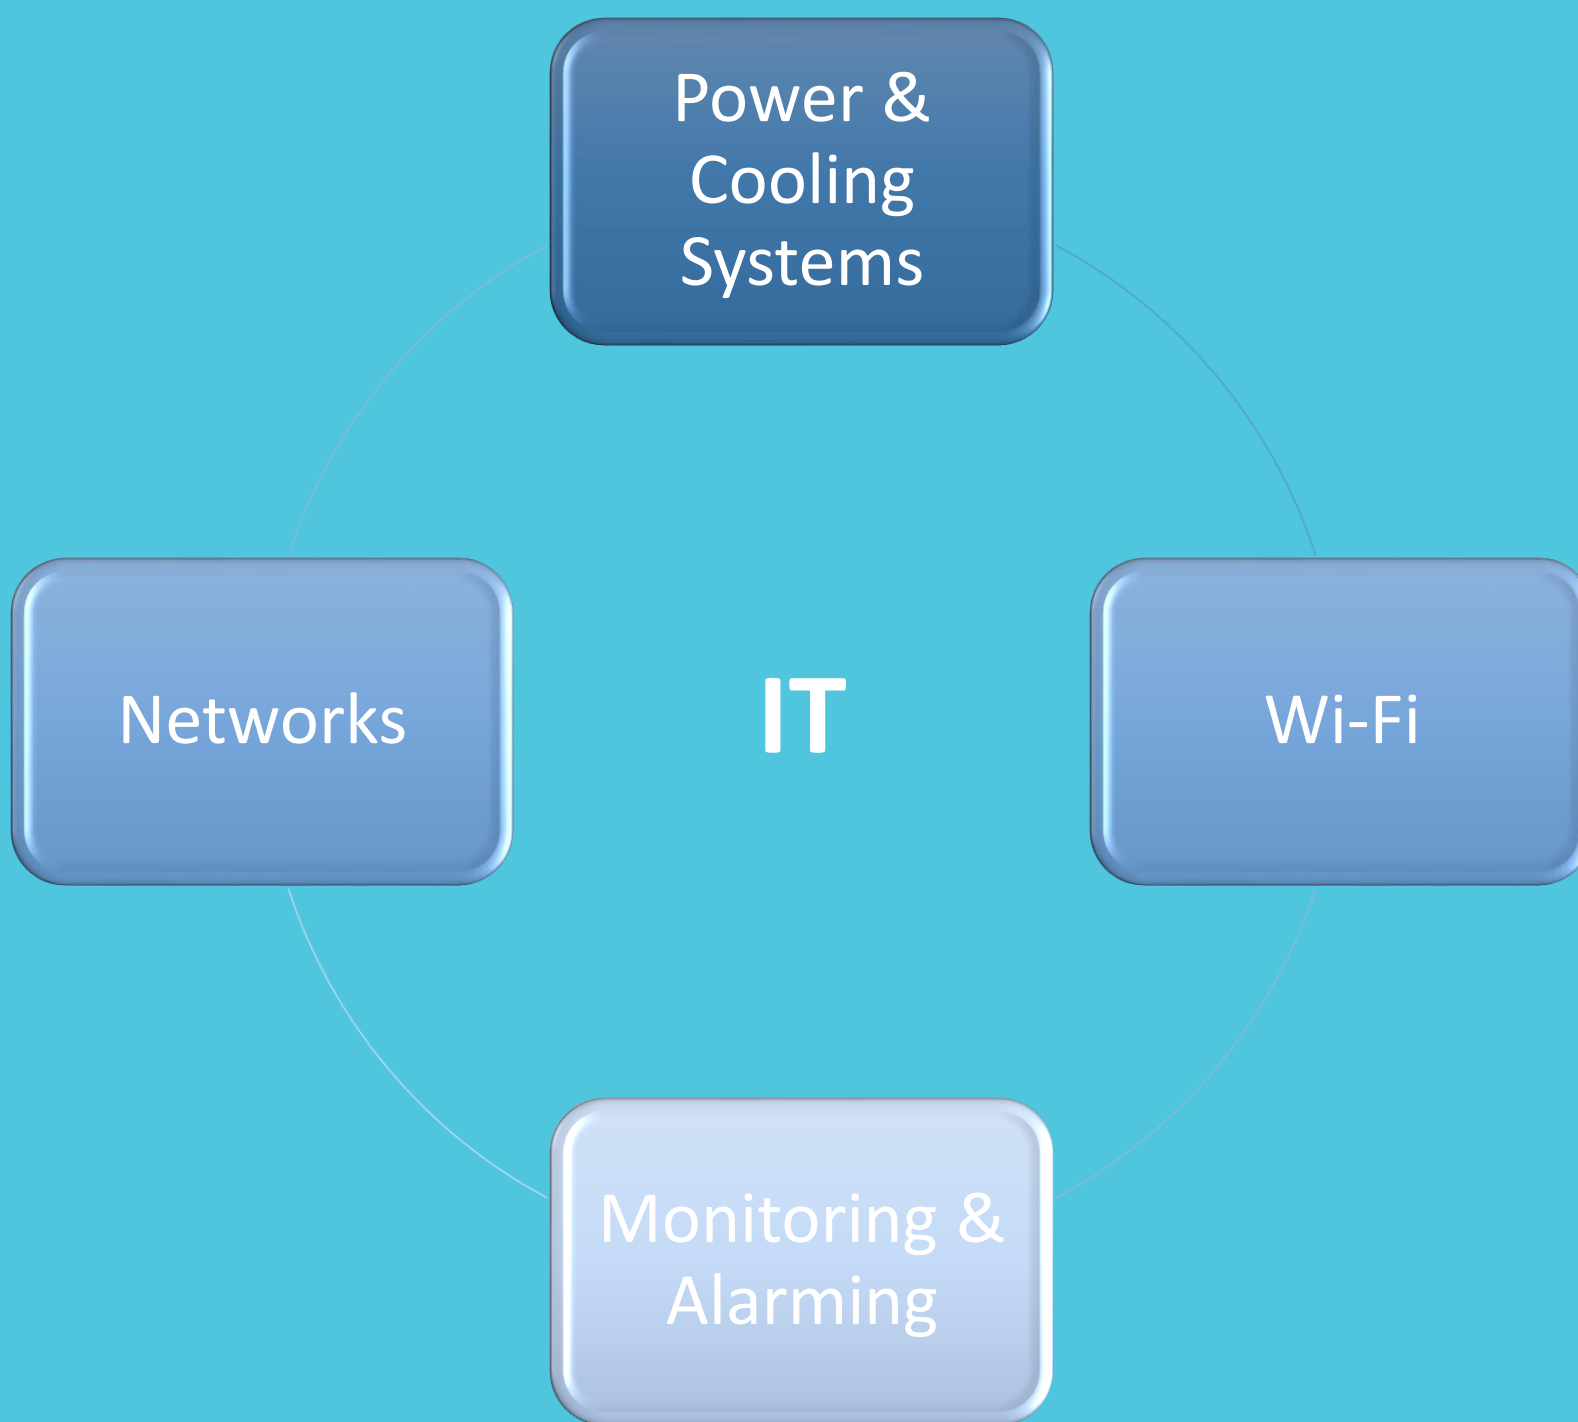 Power &
Cooling
Systems
Networks
IT
Wi-Fi
Monitoring &
Alarming